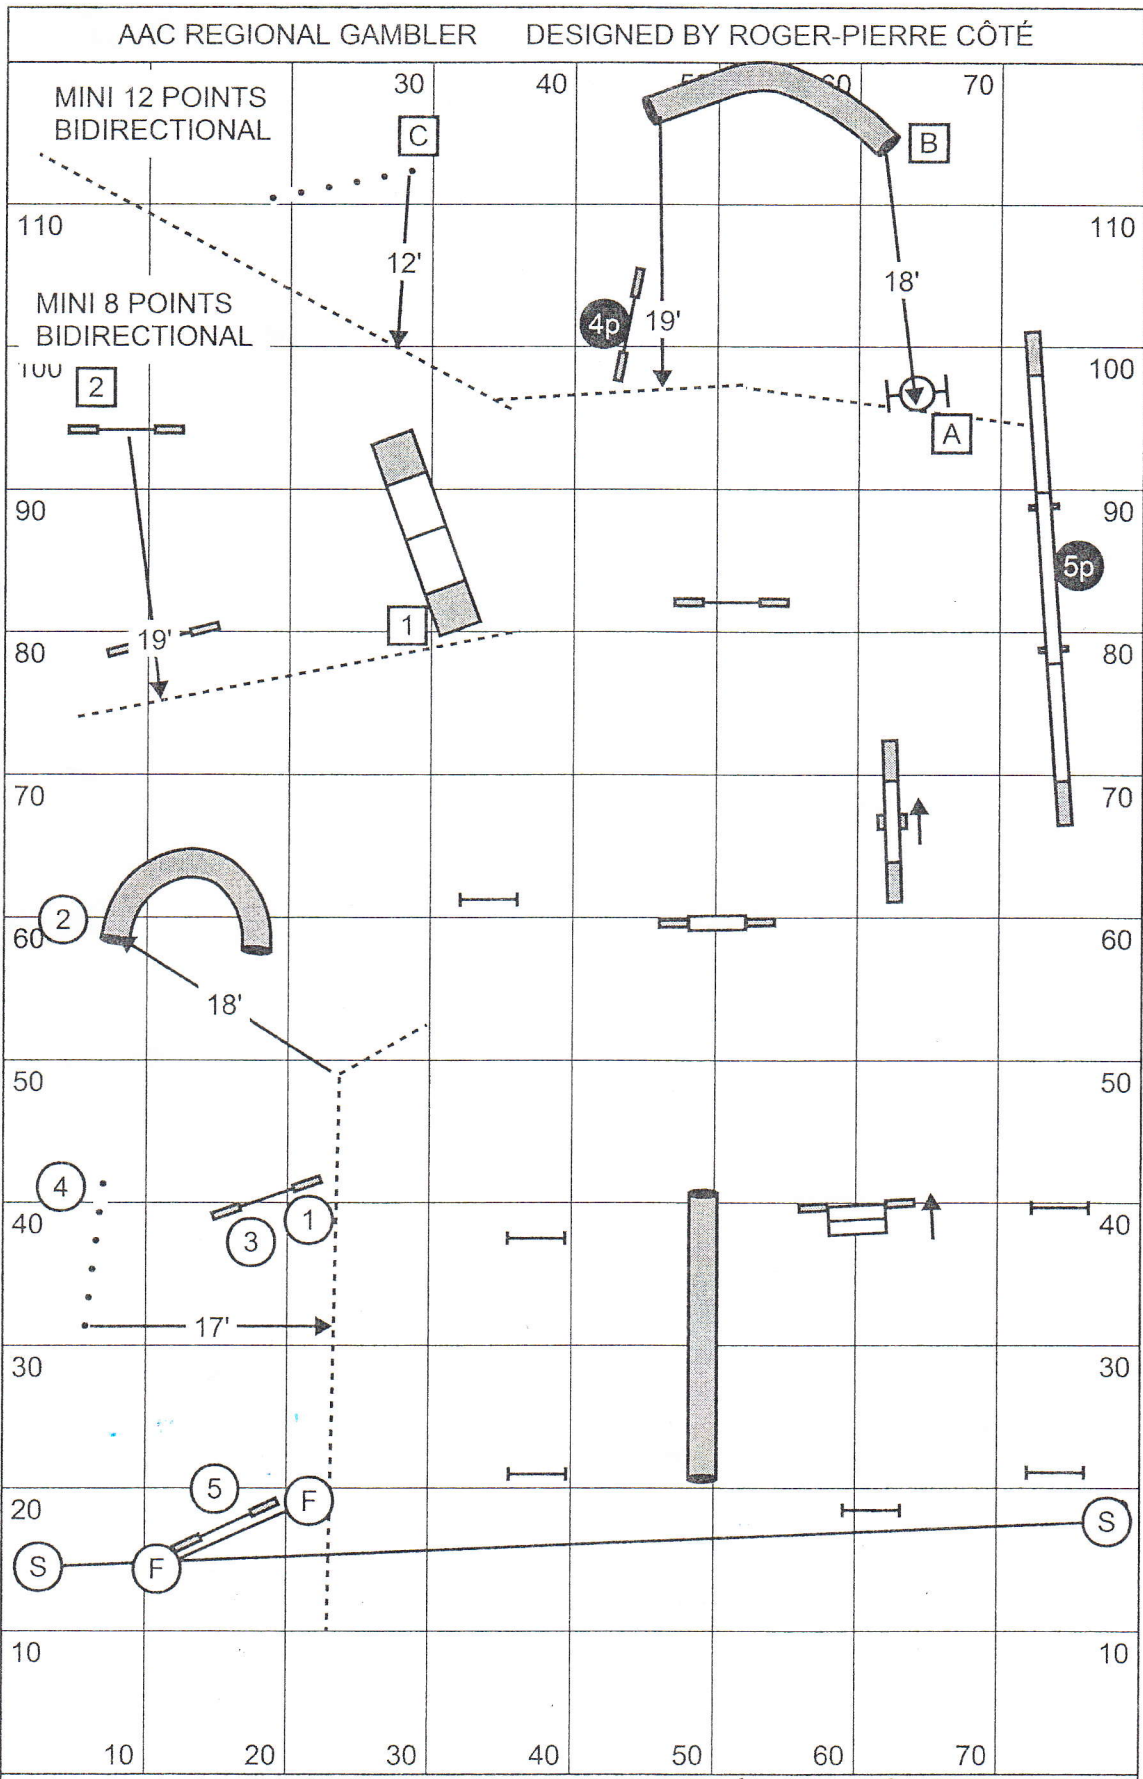 AAC REGIONAL GAMBLER DESIGNED BY ROGER-PIERRE CÔTÉ
30 40 50 60 70
MINI 12 POINTS
BIDIRECTIONAL
C
B
110 110
12'
18'
MINI 8 POINTS
BIDIRECTIONAL
4p
19'
100 100
2
A
90 90
5p
1
19'
80 80
70 70
2
60 60
18'
50 50
4
1
3
40 40
17'
30 30
5
F
20
S
F
S
10 10
10 20 30 40 50 60 70